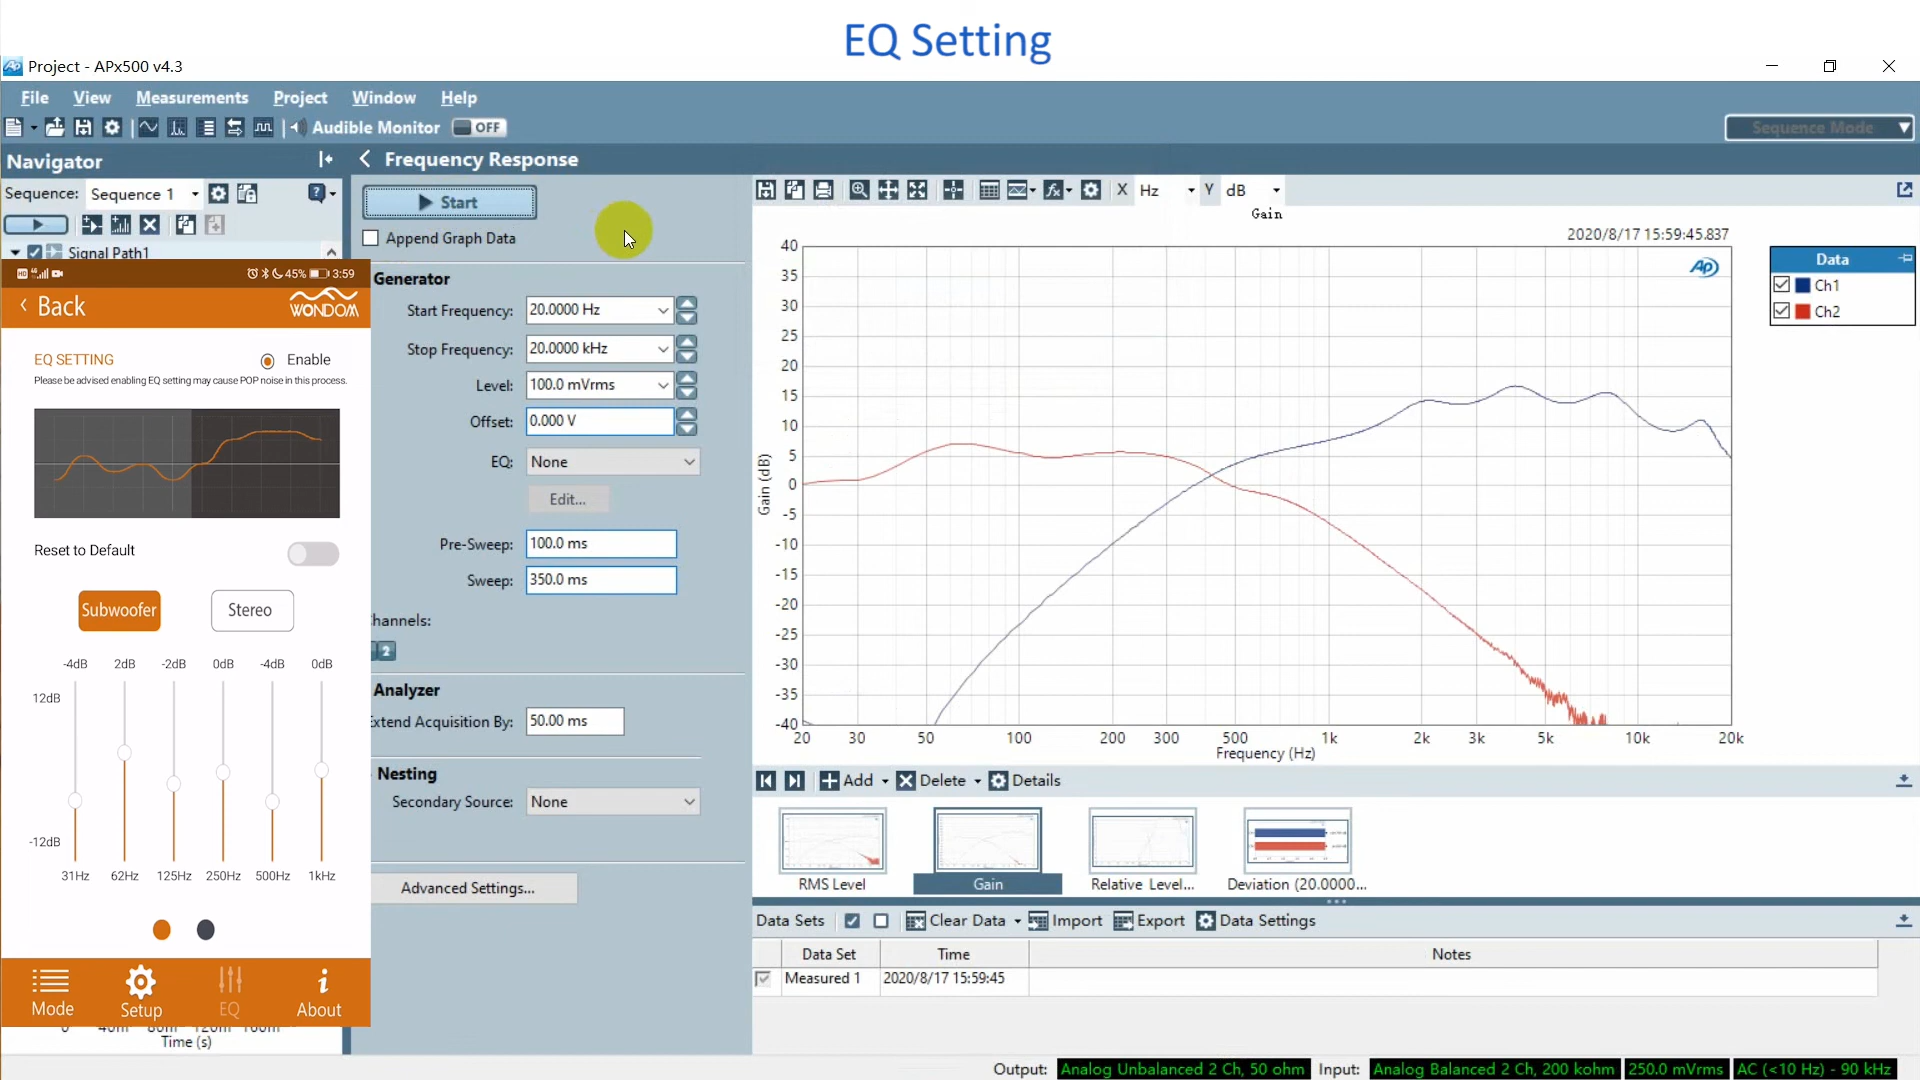 EQ Setting
Project - APx500 v4.3
File View Measurements Project Window Help
Audible Monitor OFF
Sequence Mode
Navigator
Frequency Response
Sequence: Sequence 1
Signal Path1
Start
Append Graph Data
Generator
Start Frequency: 20.0000 Hz
Stop Frequency: 20.0000 kHz
Level: 100.0 mVrms
Offset: 0.000 V
EQ: None
Edit...
Pre-Sweep: 100.0 ms
Sweep: 350.0 ms
hannels:
2
Analyzer
Extend Acquisition By: 50.00 ms
Nesting
Secondary Source: None
Advanced Settings...
45% 3:59
Back
WONDOM
EQ SETTING Enable
Please be advised enabling EQ setting may cause POP noise in this process.
Reset to Default
Subwoofer Stereo
-4dB 2dB -2dB 0dB -4dB 0dB
12dB
-12dB
31Hz 62Hz 125Hz 250Hz 500Hz 1kHz
Mode Setup EQ About
Time (s)
X Hz Y dB
Gain
2020/8/17 15:59:45.837
AP
40
35
30
25
20
15
10
5
0
-5
-10
-15
-20
-25
-30
-35
-40
Gain (dB)
20 30 50 100 200 300 500 1k 2k 3k 5k 10k 20k
Frequency (Hz)
Data
Ch1
Ch2
Add Delete Details
RMS Level Gain Relative Level... Deviation (20.0000...
Data Sets Clear Data Import Export Data Settings
Data Set Time Notes
Measured 1 2020/8/17 15:59:45
Output: Analog Unbalanced 2 Ch, 50 ohm Input: Analog Balanced 2 Ch, 200 kohm 250.0 mVrms AC (<10 Hz) - 90 kHz